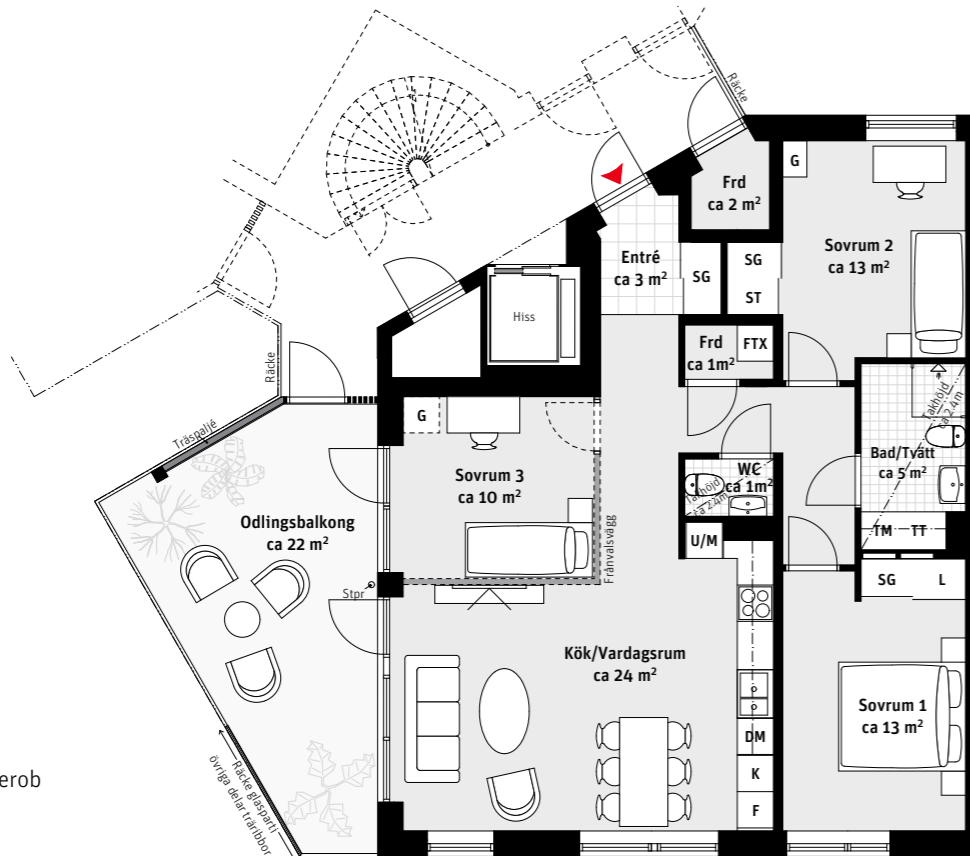 Räcke
Frd
ca 2 m²
G
Entré
ca 3 m²
SG
SG
ST
Sovrum 2
ca 13 m²
Hiss
Frd
ca 1m²
FTX
Räcke
Träspaljé
G
Sovrum 3
ca 10 m²
Takhöjd
ca 2.4m
Bad/Tvätt
ca 5 m²
WC
ca 1m²
Takhöjd
ca 2.4m
Odlingsbalkong
ca 22 m²
U/M
TM
TT
Frånvalsvägg
Stpr
SG
L
Kök/Vardagsrum
ca 24 m²
Sovrum 1
ca 13 m²
DM
K
F
erob
Räcke glasparti
övriga delar träribbor